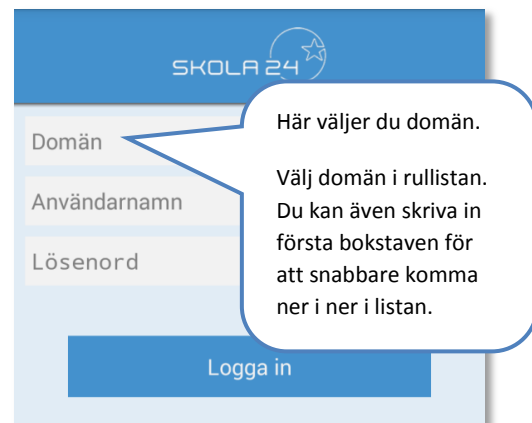 SKOLA 24
Domän
Användarnamn
Lösenord
Här väljer du domän.
Välj domän i rullistan.
Du kan även skriva in
första bokstaven för
att snabbare komma
ner i ner i listan.
Logga in